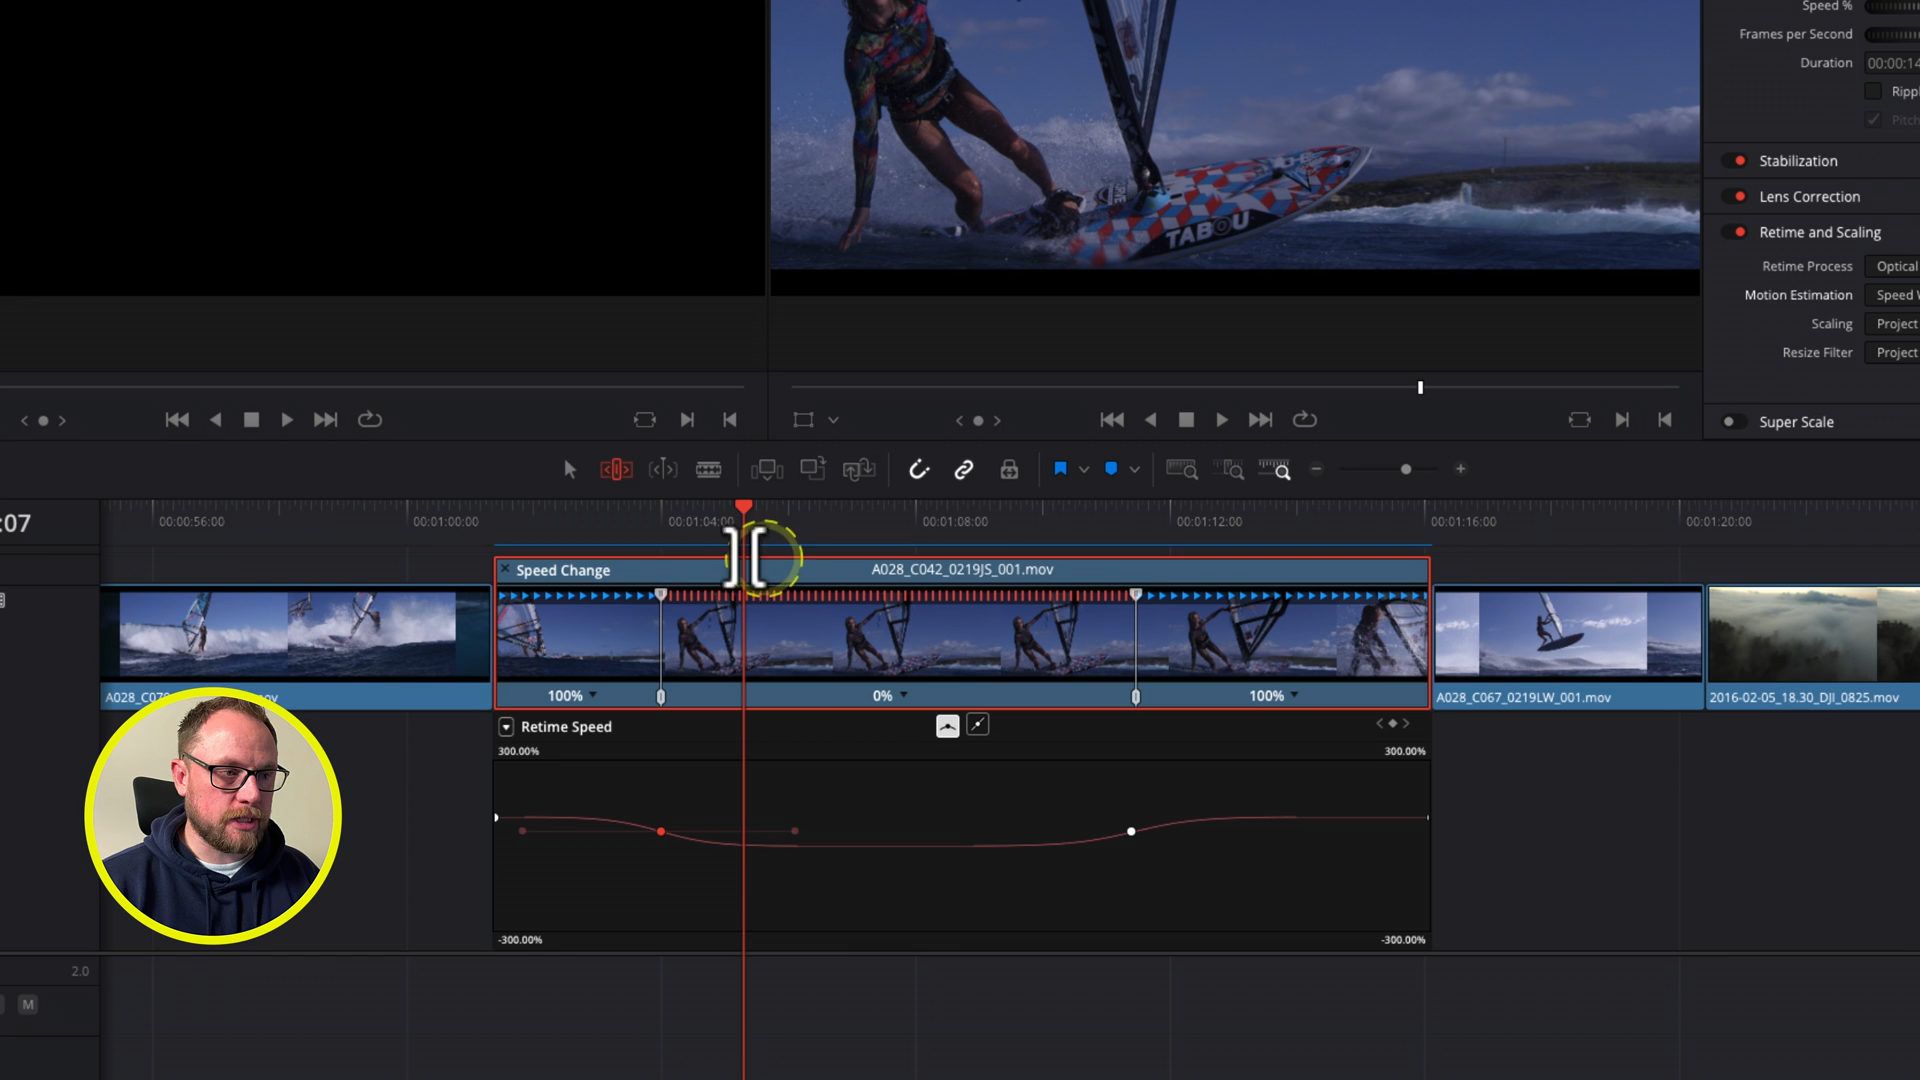 Speed %
Frames per Second
Duration
00:00:14
Ripp
Pitch
Stabilization
Lens Correction
Retime and Scaling
Retime Process
Optical
Motion Estimation
Speed W
Scaling
Project
Resize Filter
Project
Super Scale
TABOU
:07
00:00:56:00
00:01:00:00
00:01:04:00
00:01:08:00
00:01:12:00
00:01:16:00
00:01:20:00
Speed Change
A028_C042_0219JS_001.mov
100%
0%
100%
A028_C07
mov
A028_C067_0219LW_001.mov
2016-02-05_18.30_DJI_0825.mov
Retime Speed
300.00%
300.00%
-300.00%
-300.00%
2.0
M